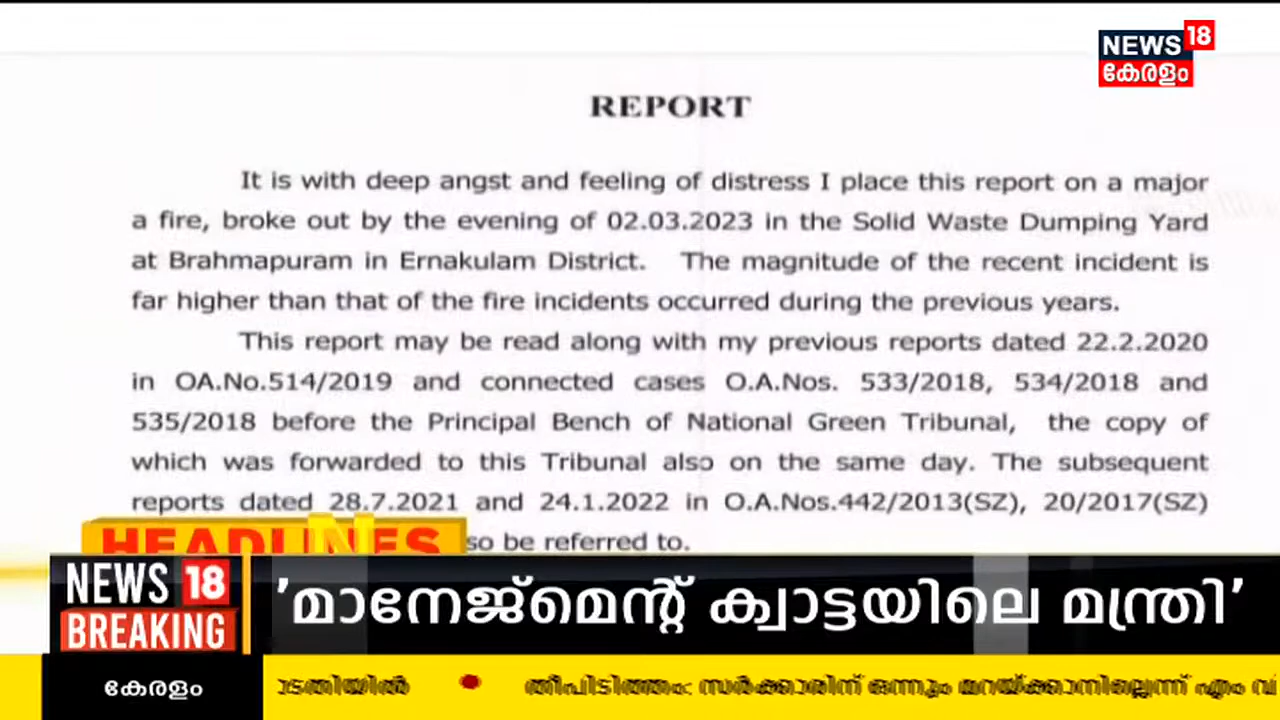 NEWS 18
കേരളം
REPORT
It is with deep angst and feeling of distress I place this report on a major
a fire, broke out by the evening of 02.03.2023 in the Solid Waste Dumping Yard
at Brahmapuram in Ernakulam District. The magnitude of the recent incident is
far higher than that of the fire incidents occurred during the previous years.
This report may be read along with my previous reports dated 22.2.2020
in OA.No.514/2019 and connected cases O.A.Nos. 533/2018, 534/2018 and
535/2018 before the Principal Bench of National Green Tribunal, the copy of
which was forwarded to this Tribunal also on the same day. The subsequent
reports dated 28.7.2021 and 24.1.2022 in O.A.Nos.442/2013(SZ), 20/2017(SZ)
so be referred to.
HEADLINES
NEWS 18
BREAKING
'മാനേജ്മെന്റ് ക്വാട്ടയിലെ മന്ത്രി'
കേരളം
തീപിടിത്തം: സർക്കാരിന് ഒന്നും മറയ്ക്കാനില്ലെന്ന് എം വി